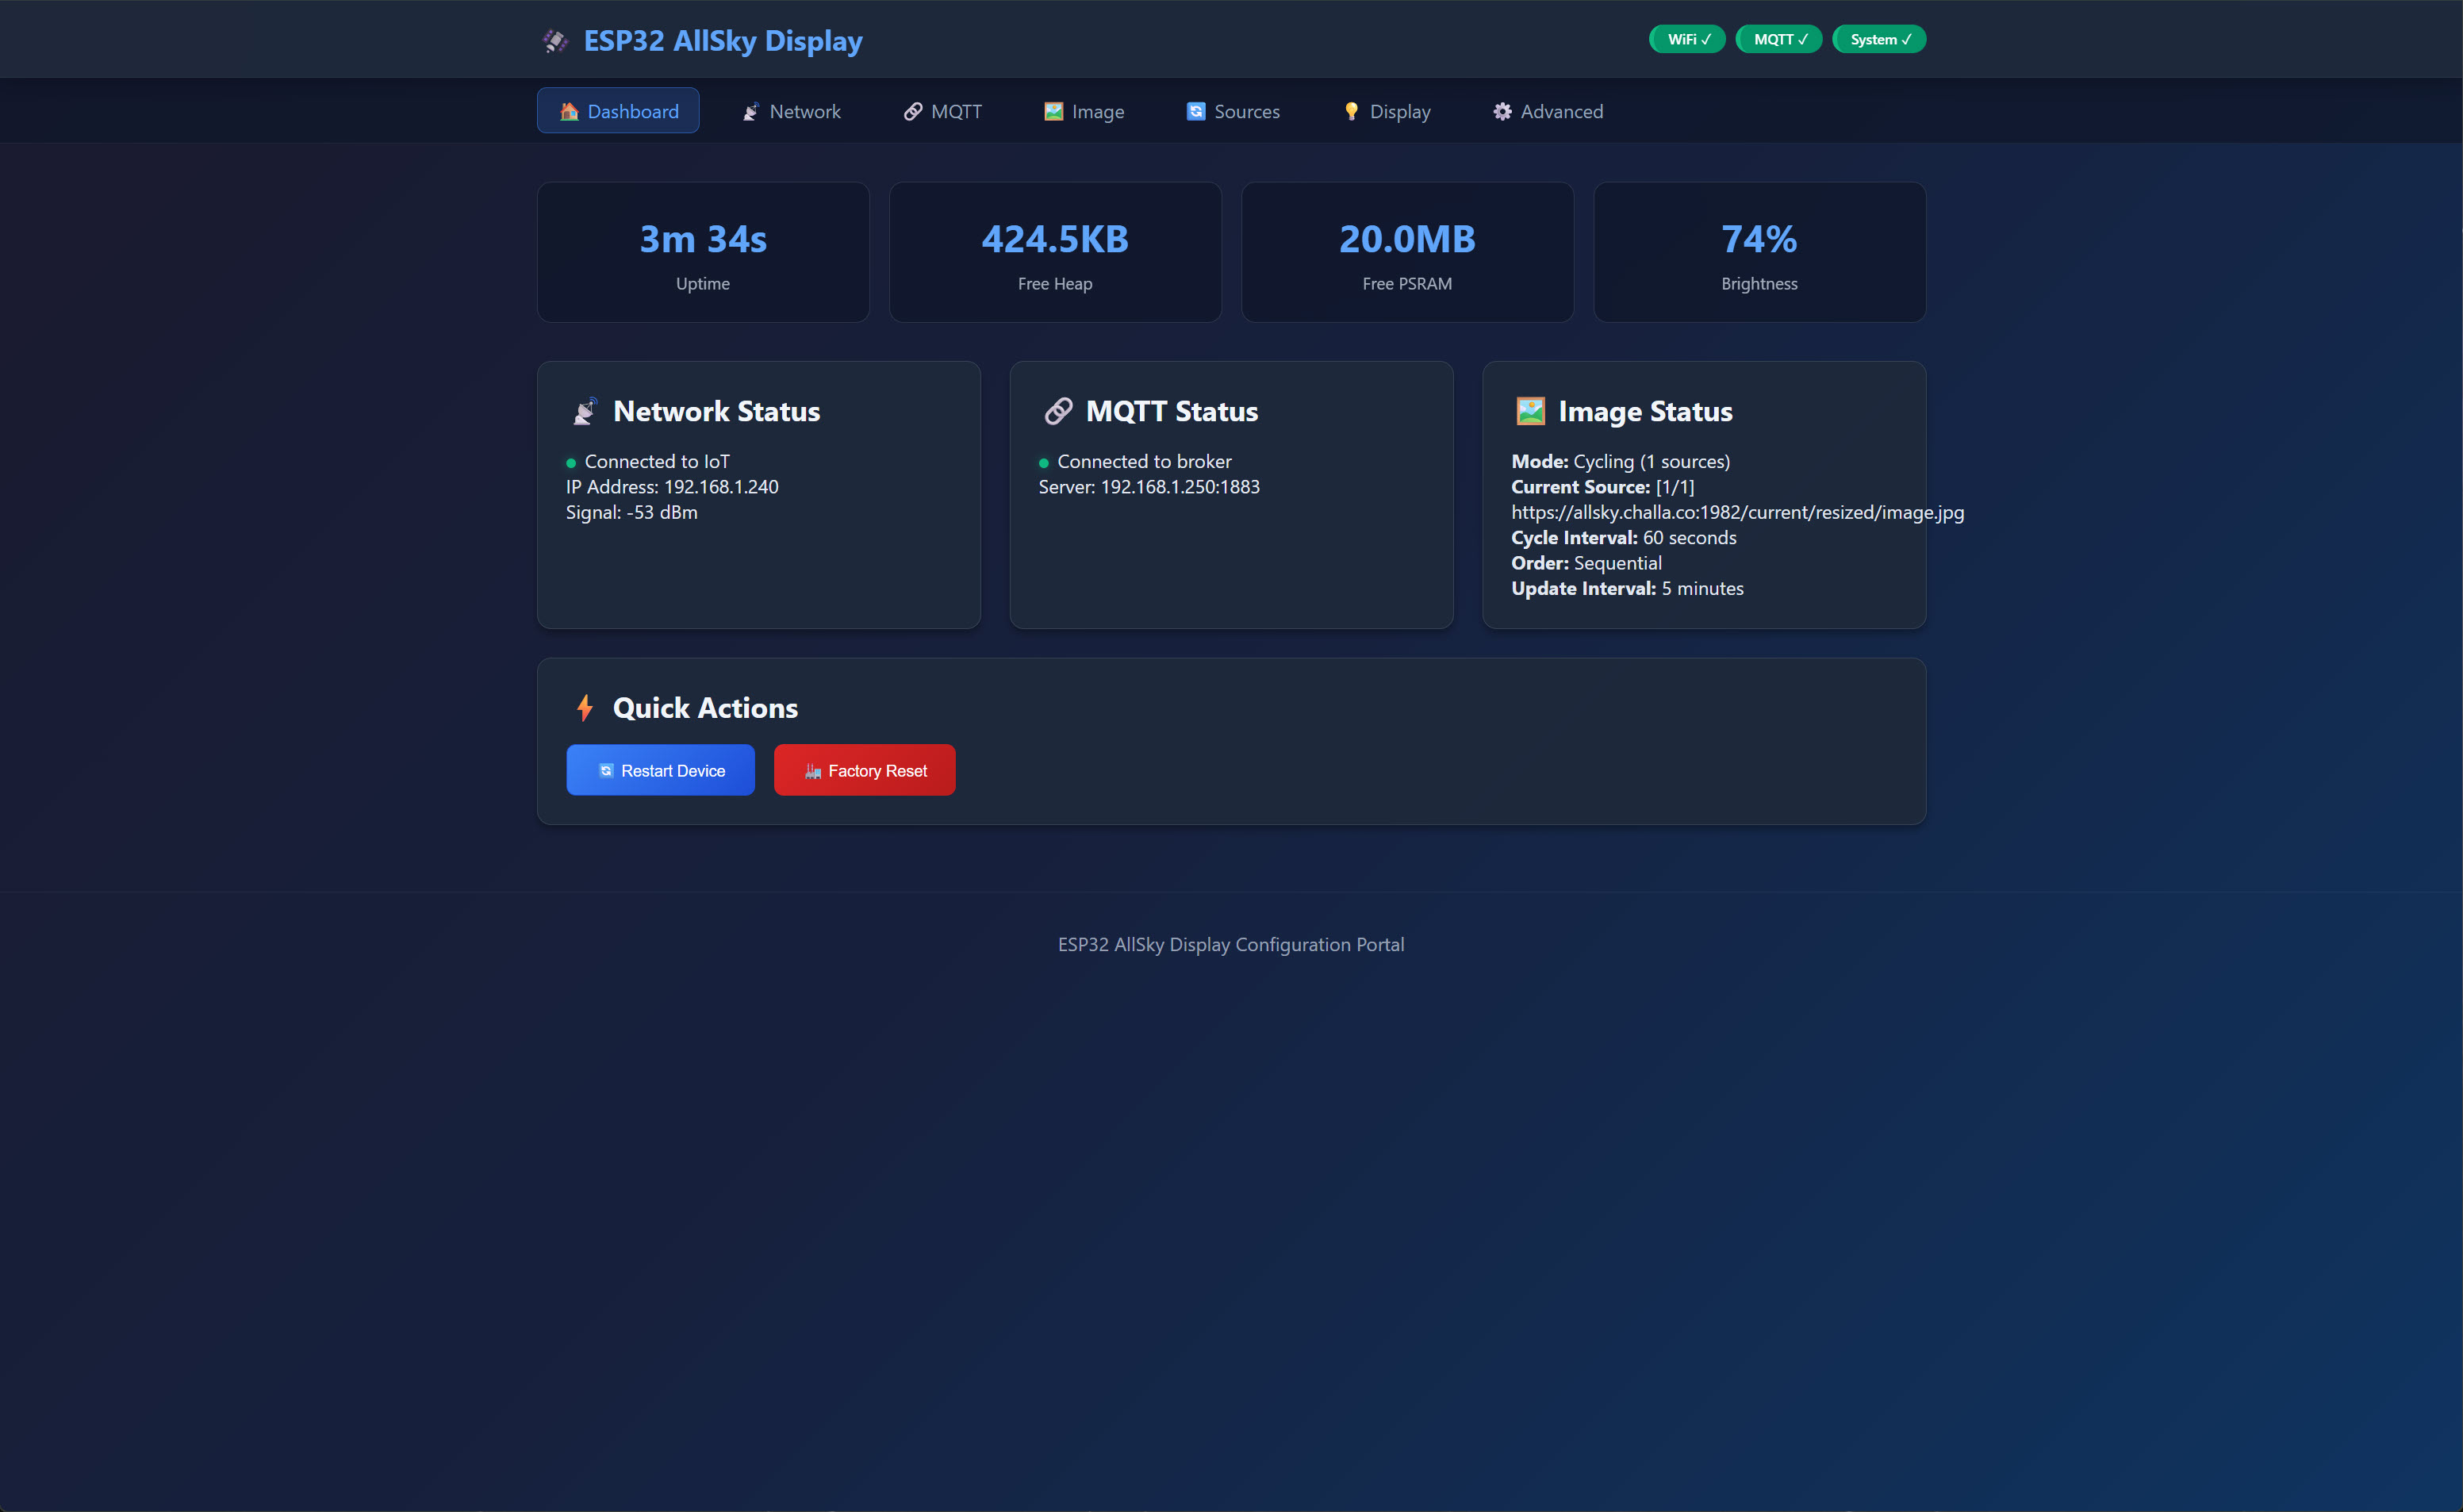 ESP32 AllSky Display
WiFi ✓
MQTT ✓
System ✓
Dashboard
Network
MQTT
Image
Sources
Display
Advanced
3m 34s
Uptime
424.5KB
Free Heap
20.0MB
Free PSRAM
74%
Brightness
Network Status
Connected to IoT
IP Address: 192.168.1.240
Signal: -53 dBm
MQTT Status
Connected to broker
Server: 192.168.1.250:1883
Image Status
Mode: Cycling (1 sources)
Current Source: [1/1]
https://allsky.challa.co:1982/current/resized/image.jpg
Cycle Interval: 60 seconds
Order: Sequential
Update Interval: 5 minutes
Quick Actions
Restart Device
Factory Reset
ESP32 AllSky Display Configuration Portal